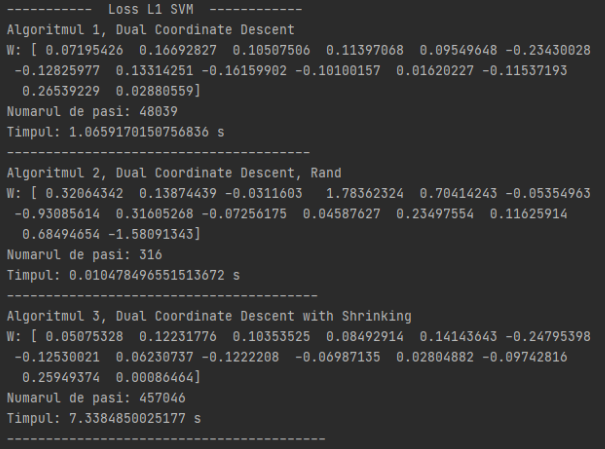 -----------  Loss L1 SVM  ------------
Algoritmul 1, Dual Coordinate Descent
W: [ 0.07195426  0.16692827  0.10507506  0.11397068  0.09549648 -0.23430028
 -0.12825977  0.13314251 -0.16159902 -0.10100157  0.01620227 -0.11537193
  0.26539229  0.02880559]
Numarul de pasi: 48039
Timpul: 1.0659170150756836 s
---------------------------------------
Algoritmul 2, Dual Coordinate Descent, Rand
W: [ 0.32064342  0.13874439 -0.0311603   1.78362324  0.70414243 -0.05354963
 -0.93085614  0.31605268 -0.07256175  0.04587627  0.23497554  0.11625914
  0.68494654 -1.58091343]
Numarul de pasi: 316
Timpul: 0.010478496551513672 s
----------------------------------------
Algoritmul 3, Dual Coordinate Descent with Shrinking
W: [ 0.05075328  0.12231776  0.10353525  0.08492914  0.14143643 -0.24795398
 -0.12530021  0.06230737 -0.1222208  -0.06987135  0.02804882 -0.09742816
  0.25949374  0.00086464]
Numarul de pasi: 457046
Timpul: 7.3384850025177 s
-----------------------------------------